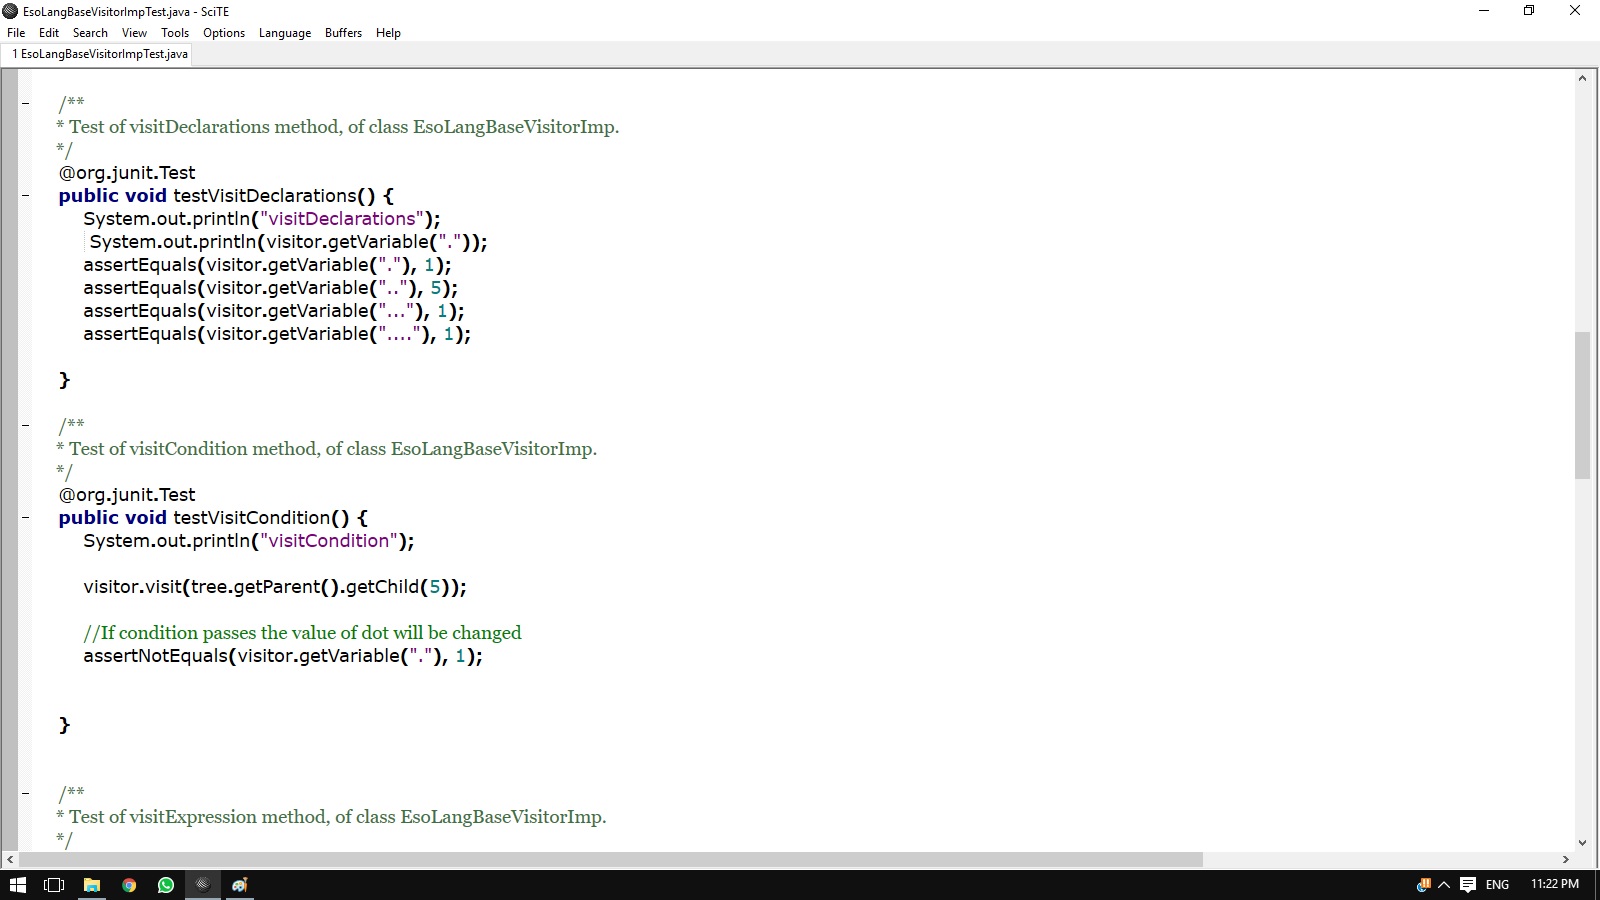 EsoLangBaseVisitorImpTest.java - SciTE
File Edit Search View Tools Options Language Buffers Help
1 EsoLangBaseVisitorImpTest.java
/**
* Test of visitDeclarations method, of class EsoLangBaseVisitorImp.
*/
@org.junit.Test
public void testVisitDeclarations() {
System.out.println("visitDeclarations");
System.out.println(visitor.getVariable("."));
assertEquals(visitor.getVariable("."), 1);
assertEquals(visitor.getVariable(".."), 5);
assertEquals(visitor.getVariable("..."), 1);
assertEquals(visitor.getVariable("...."), 1);
}
/**
* Test of visitCondition method, of class EsoLangBaseVisitorImp.
*/
@org.junit.Test
public void testVisitCondition() {
System.out.println("visitCondition");
visitor.visit(tree.getParent().getChild(5));
//If condition passes the value of dot will be changed
assertNotEquals(visitor.getVariable("."), 1);
}
/**
* Test of visitExpression method, of class EsoLangBaseVisitorImp.
*/
ENG 11:22 PM